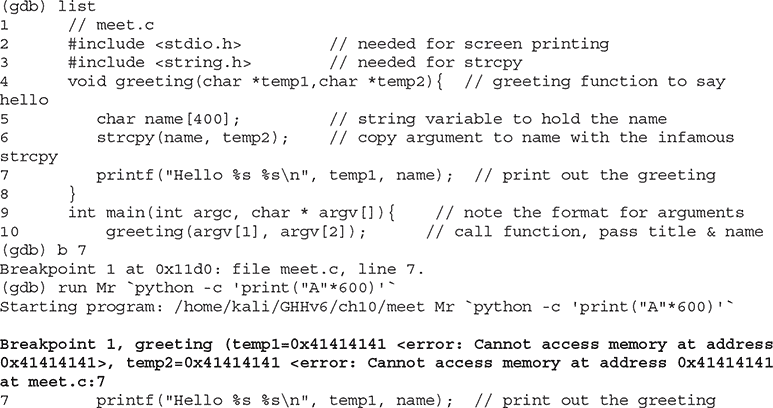 (gdb) list
1      // meet.c
2      #include <stdio.h>        // needed for screen printing
3      #include <string.h>       // needed for strcpy
4      void greeting(char *temp1,char *temp2){  // greeting function to say
hello
5         char name[400];        // string variable to hold the name
6         strcpy(name, temp2);   // copy argument to name with the infamous
strcpy
7         printf("Hello %s %s\n", temp1, name);  // print out the greeting
8      }
9      int main(int argc, char * argv[]){    // note the format for arguments
10         greeting(argv[1], argv[2]);      // call function, pass title & name
(gdb) b 7
Breakpoint 1 at 0x11d0: file meet.c, line 7.
(gdb) run Mr `python -c 'print("A"*600)'`
Starting program: /home/kali/GHHv6/ch10/meet Mr `python -c 'print("A"*600)'`
Breakpoint 1, greeting (temp1=0x41414141 <error: Cannot access memory at address
0x41414141>, temp2=0x41414141 <error: Cannot access memory at address 0x41414141
at meet.c:7
7         printf("Hello %s %s\n", temp1, name);  // print out the greeting